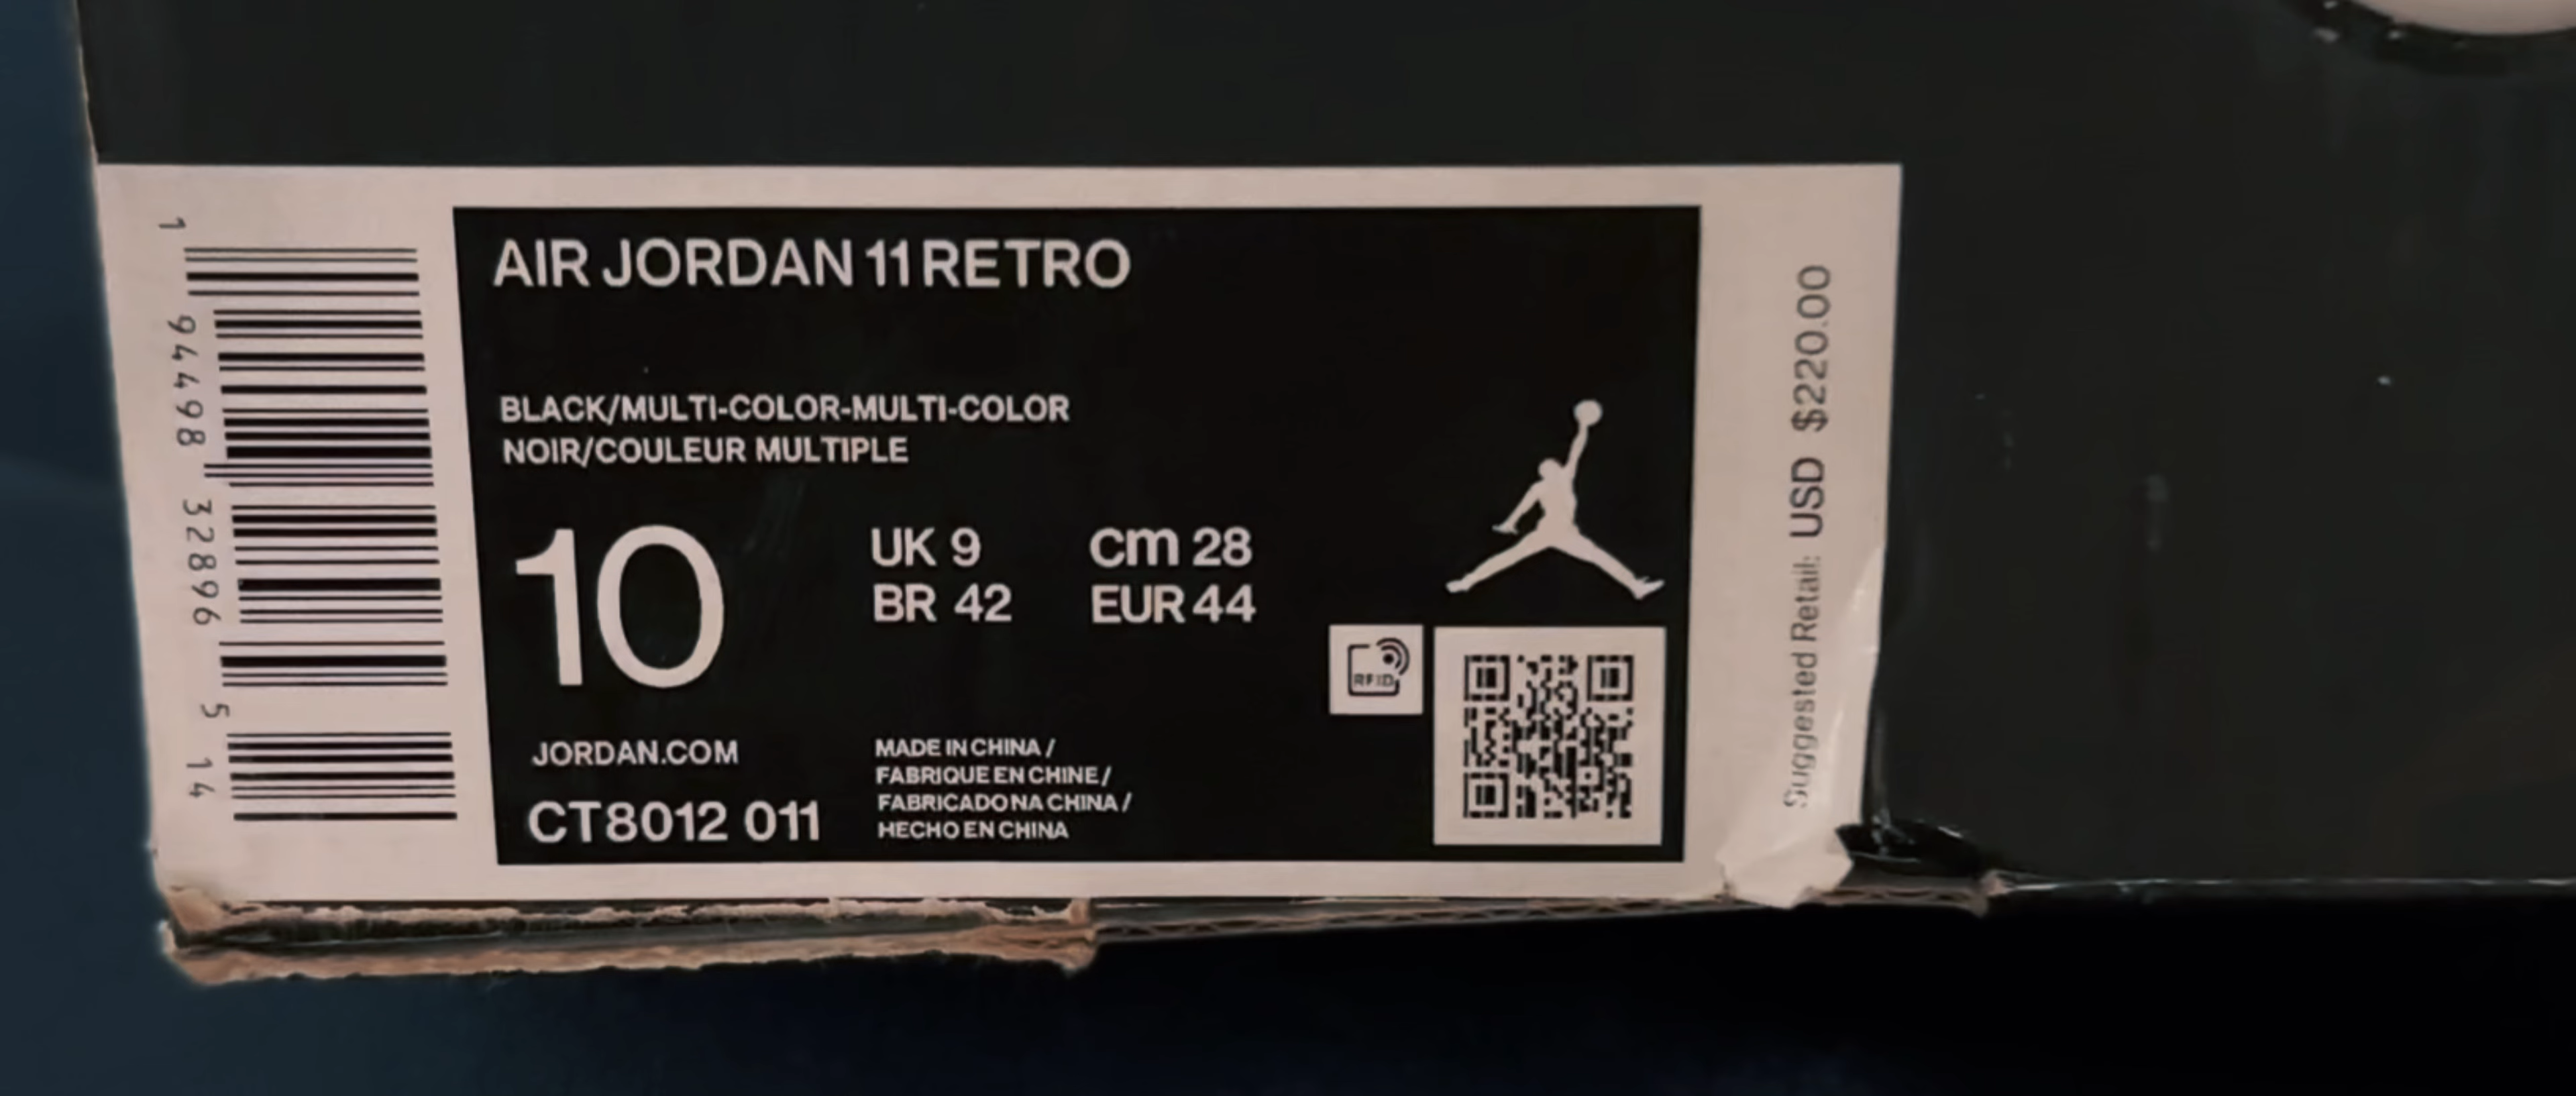 1 94498 32896 5 14
AIR JORDAN 11 RETRO
BLACK/MULTI-COLOR-MULTI-COLOR
NOIR/COULEUR MULTIPLE
10
UK 9 cm 28
BR 42 EUR 44
RFID
JORDAN.COM
CT8012 011
MADE IN CHINA /
FABRIQUE EN CHINE /
FABRICADO NA CHINA /
HECHO EN CHINA
Suggested Retail: USD $220.00